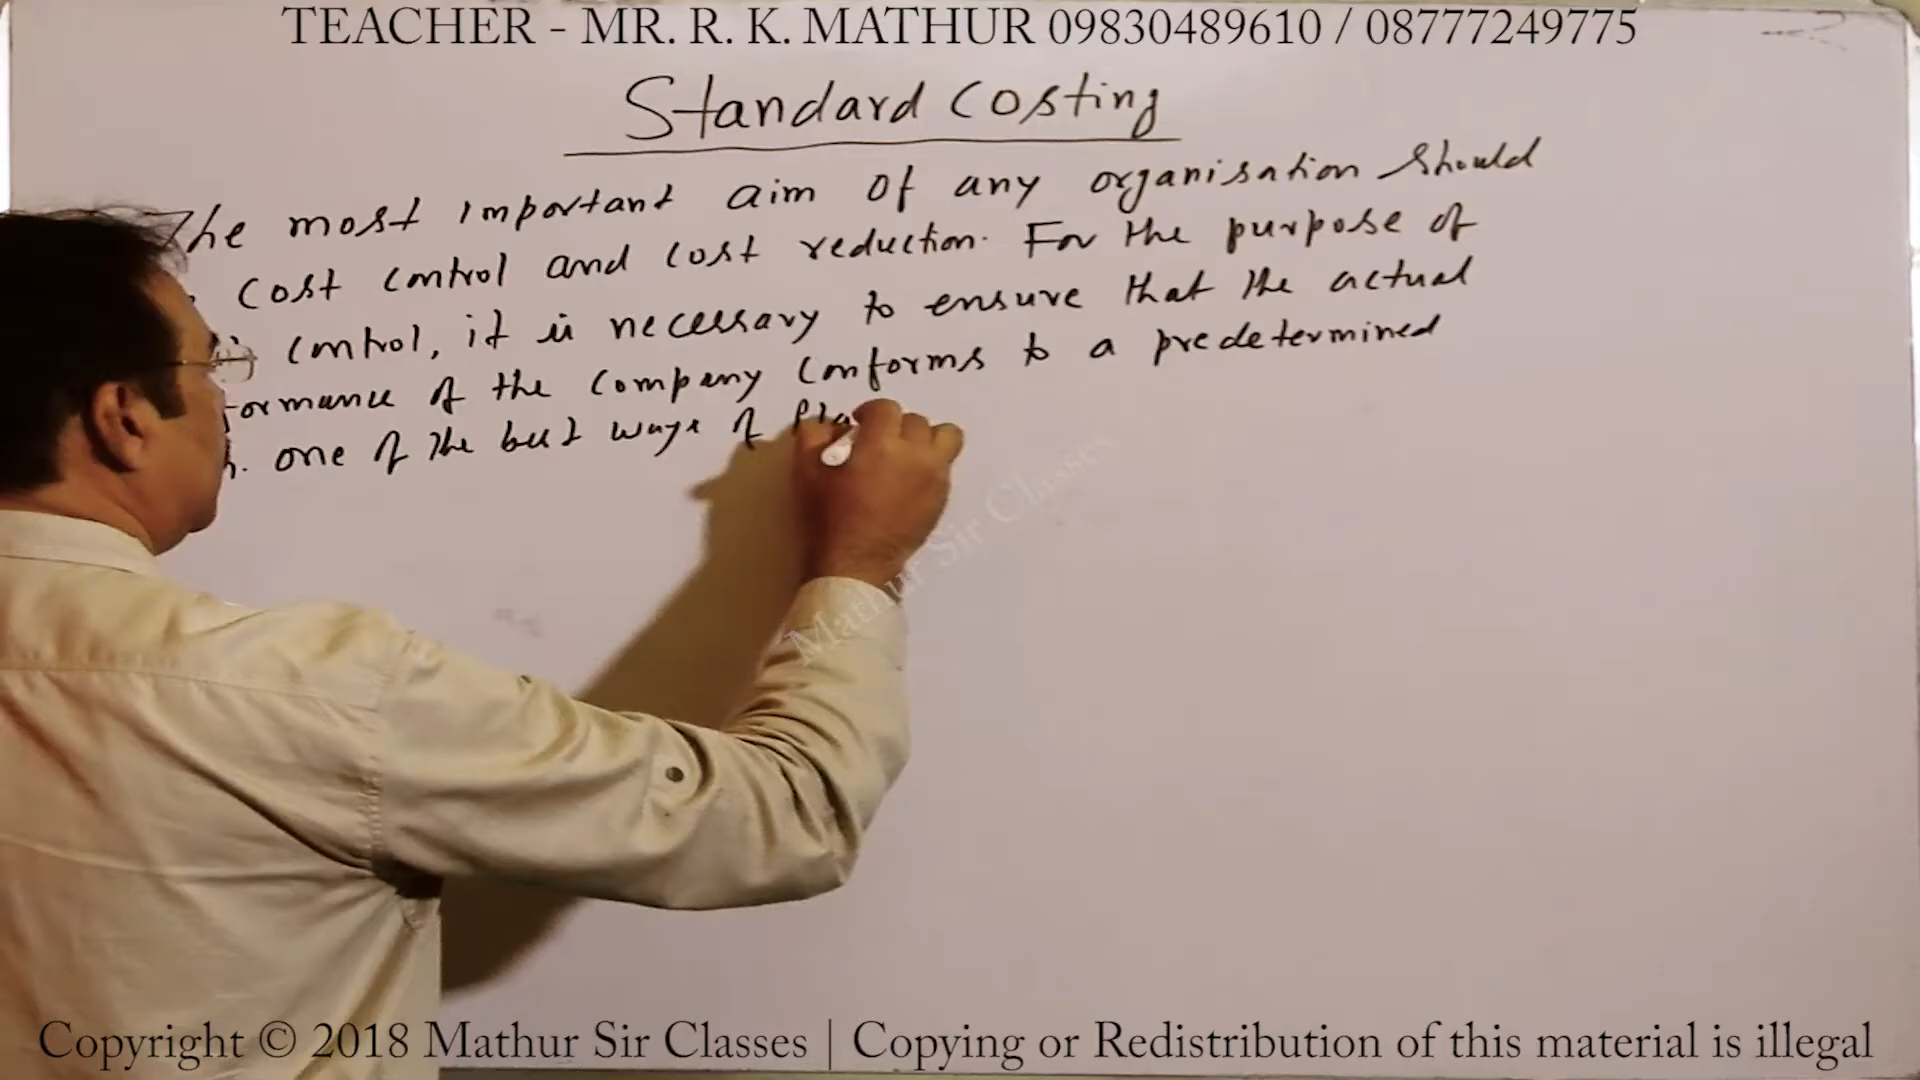 TEACHER - MR. R. K. MATHUR 09830489610 / 08777249775
Standard Costing
The most important aim of any organisation should
cost control and cost reduction. For the purpose of
control, it is necessary to ensure that the actual
formance of the company conforms to a predetermined
one of the best ways of pla
Mathur Sir Classes
Copyright © 2018 Mathur Sir Classes | Copying or Redistribution of this material is illegal